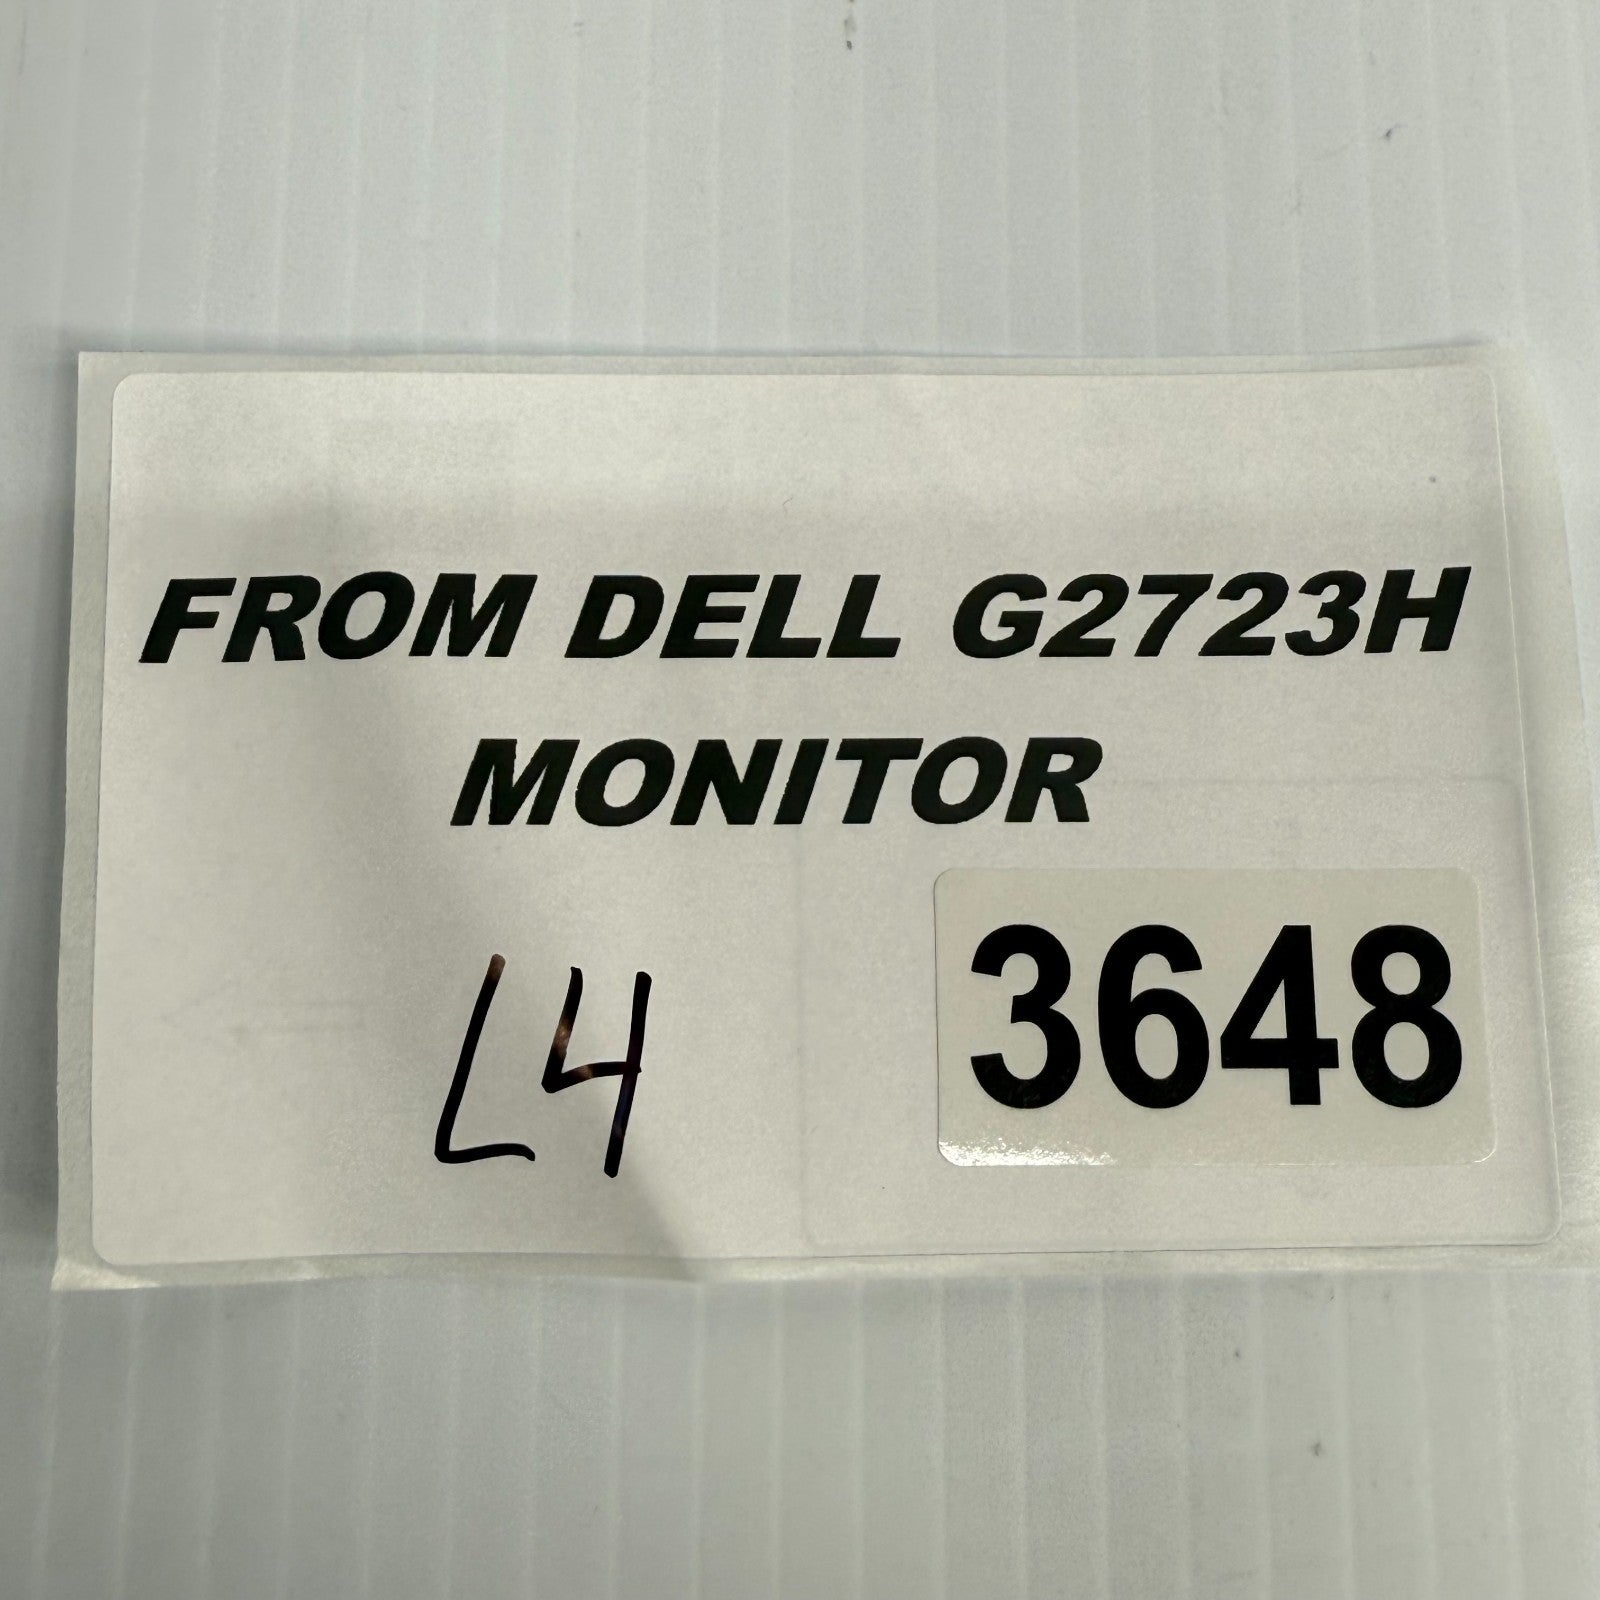 FROM DELL G2723H
MONITOR
L4
3648